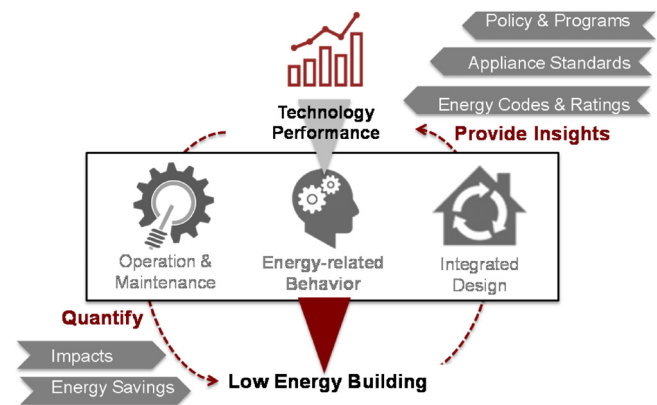 Policy & Programs
Appliance Standards
Energy Codes & Ratings
Technology
Performance
Provide Insights
Operation &
Maintenance
Energy-related
Behavior
Integrated
Design
Quantify
Impacts
Energy Savings
Low Energy Building